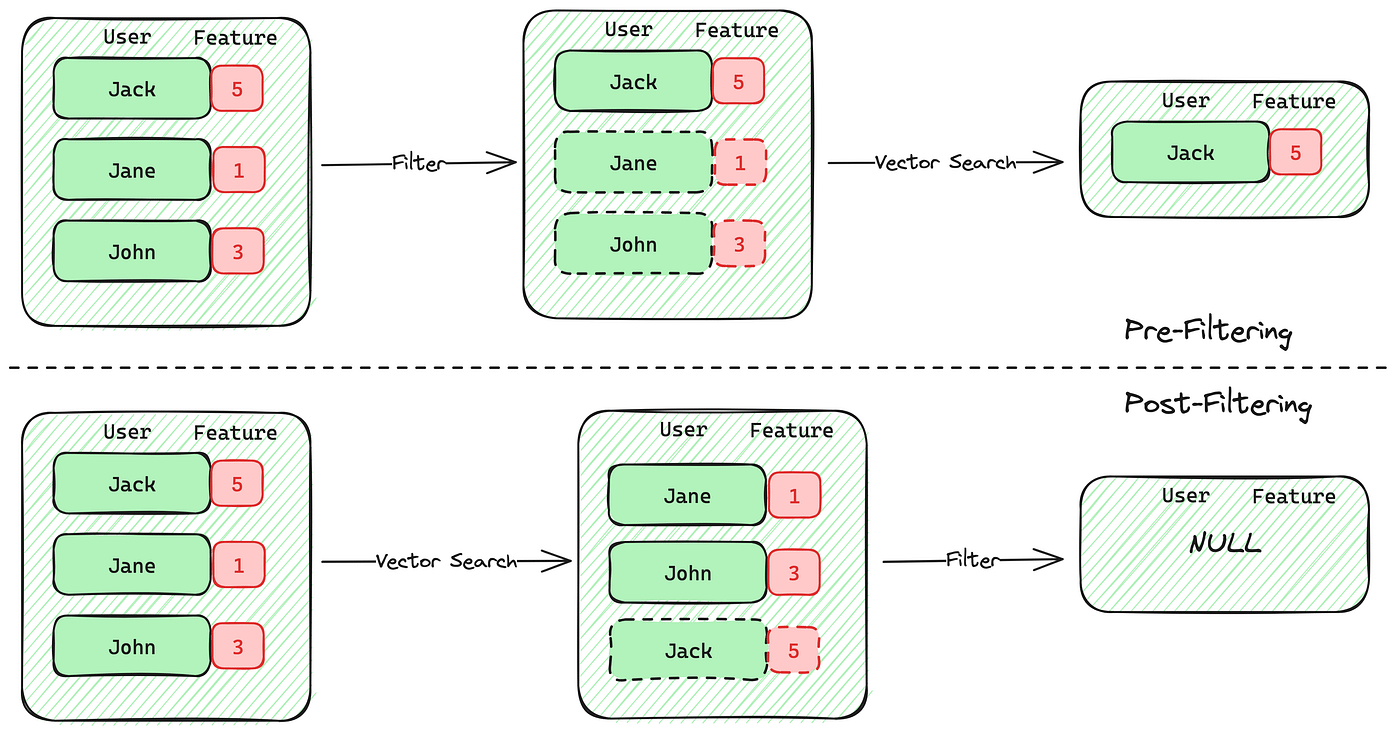 User Feature
Jack 5
Jane 1
John 3
Filter
User Feature
Jack 5
Jane 1
John 3
Vector Search
User Feature
Jack 5
Pre-Filtering
Post-Filtering
User Feature
Jack 5
Jane 1
John 3
Vector Search
User Feature
Jane 1
John 3
Jack 5
Filter
User Feature
NULL